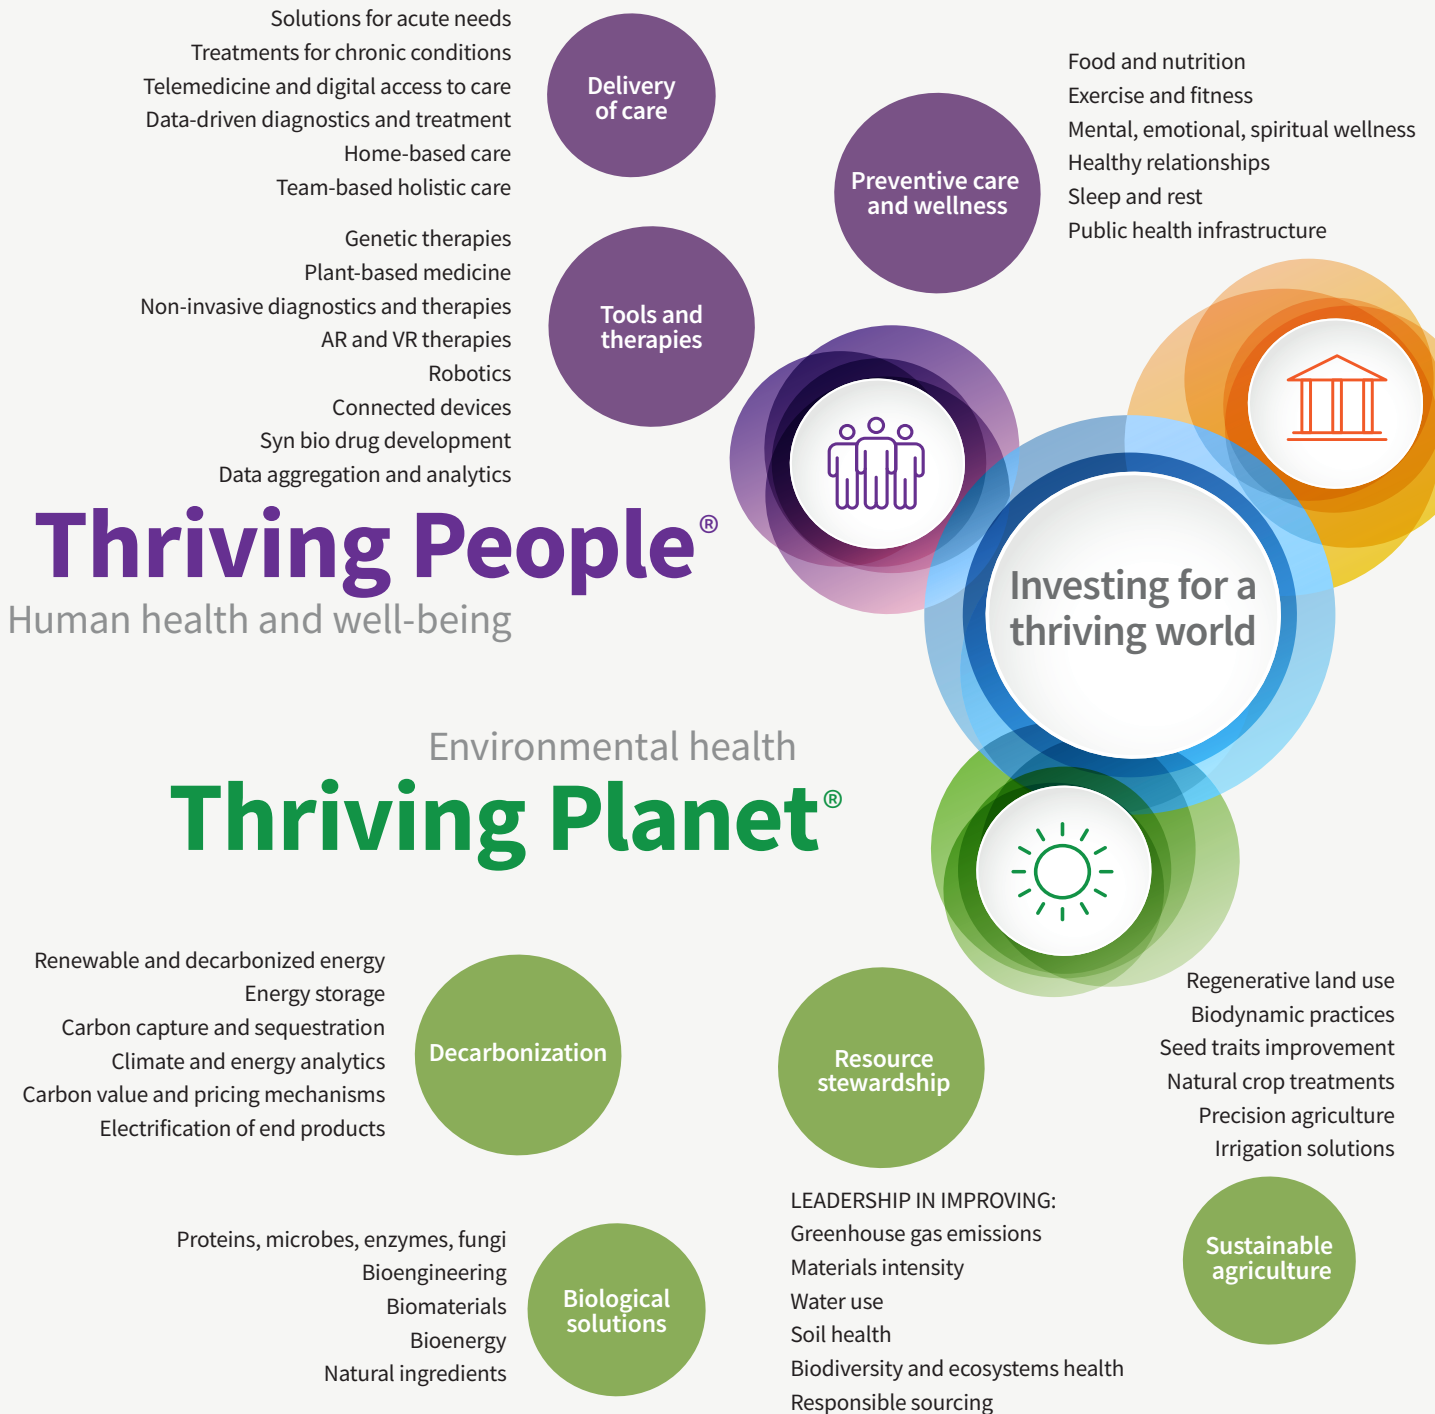 Solutions for acute needs
Treatments for chronic conditions
Telemedicine and digital access to care
Data-driven diagnostics and treatment
Home-based care
Team-based holistic care
Delivery
of care
Genetic therapies
Plant-based medicine
Non-invasive diagnostics and therapies
AR and VR therapies
Robotics
Connected devices
Syn bio drug development
Data aggregation and analytics
Tools and
therapies
Preventive care
and wellness
Food and nutrition
Exercise and fitness
Mental, emotional, spiritual wellness
Healthy relationships
Sleep and rest
Public health infrastructure
Thriving People®
Human health and well-being
Investing for a
thriving world
Environmental health
Thriving Planet®
Renewable and decarbonized energy
Energy storage
Carbon capture and sequestration
Climate and energy analytics
Carbon value and pricing mechanisms
Electrification of end products
Decarbonization
Resource
stewardship
LEADERSHIP IN IMPROVING:
Greenhouse gas emissions
Materials intensity
Water use
Soil health
Biodiversity and ecosystems health
Responsible sourcing
Regenerative land use
Biodynamic practices
Seed traits improvement
Natural crop treatments
Precision agriculture
Irrigation solutions
Sustainable
agriculture
Proteins, microbes, enzymes, fungi
Bioengineering
Biomaterials
Bioenergy
Natural ingredients
Biological
solutions